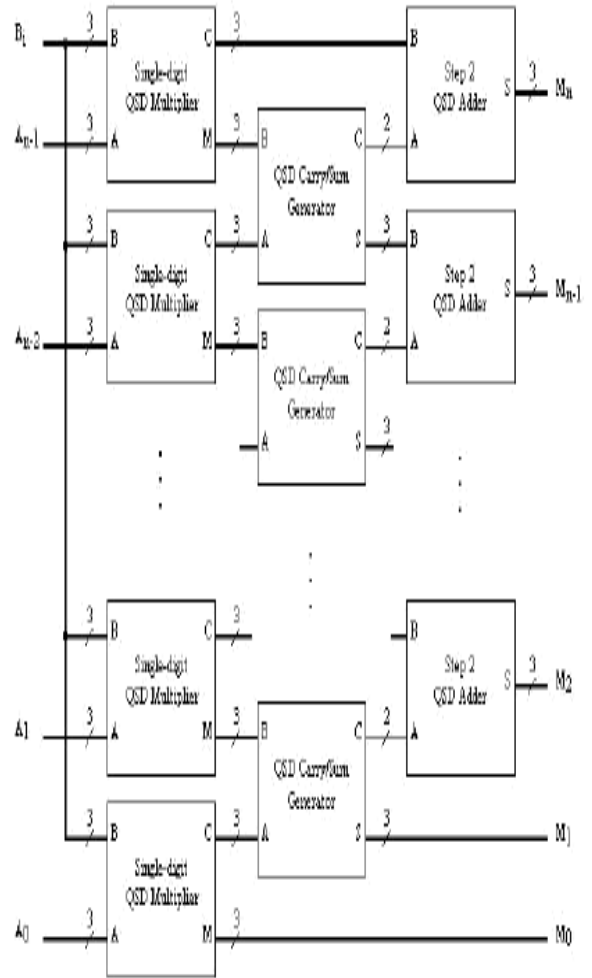 Bi 3 B C 3 B
Single-digit QSD Multiplier
Step 2 QSD Adder
S 3 Mn
An-1 3 A M 3 B C 2 A
QSD Carry/Sum Generator
3 B C 3 A S 3 B
Single-digit QSD Multiplier
Step 2 QSD Adder
S 3 Mn-1
An-2 3 A M 3 B C 2 A
QSD Carry/Sum Generator
A S 3
3 B C 3 B
Single-digit QSD Multiplier
Step 2 QSD Adder
S 3 M2
A1 3 A M 3 B C 2 A
QSD Carry/Sum Generator
3 B C 3 A S 3 M1
Single-digit QSD Multiplier
A0 3 A M 3 M0